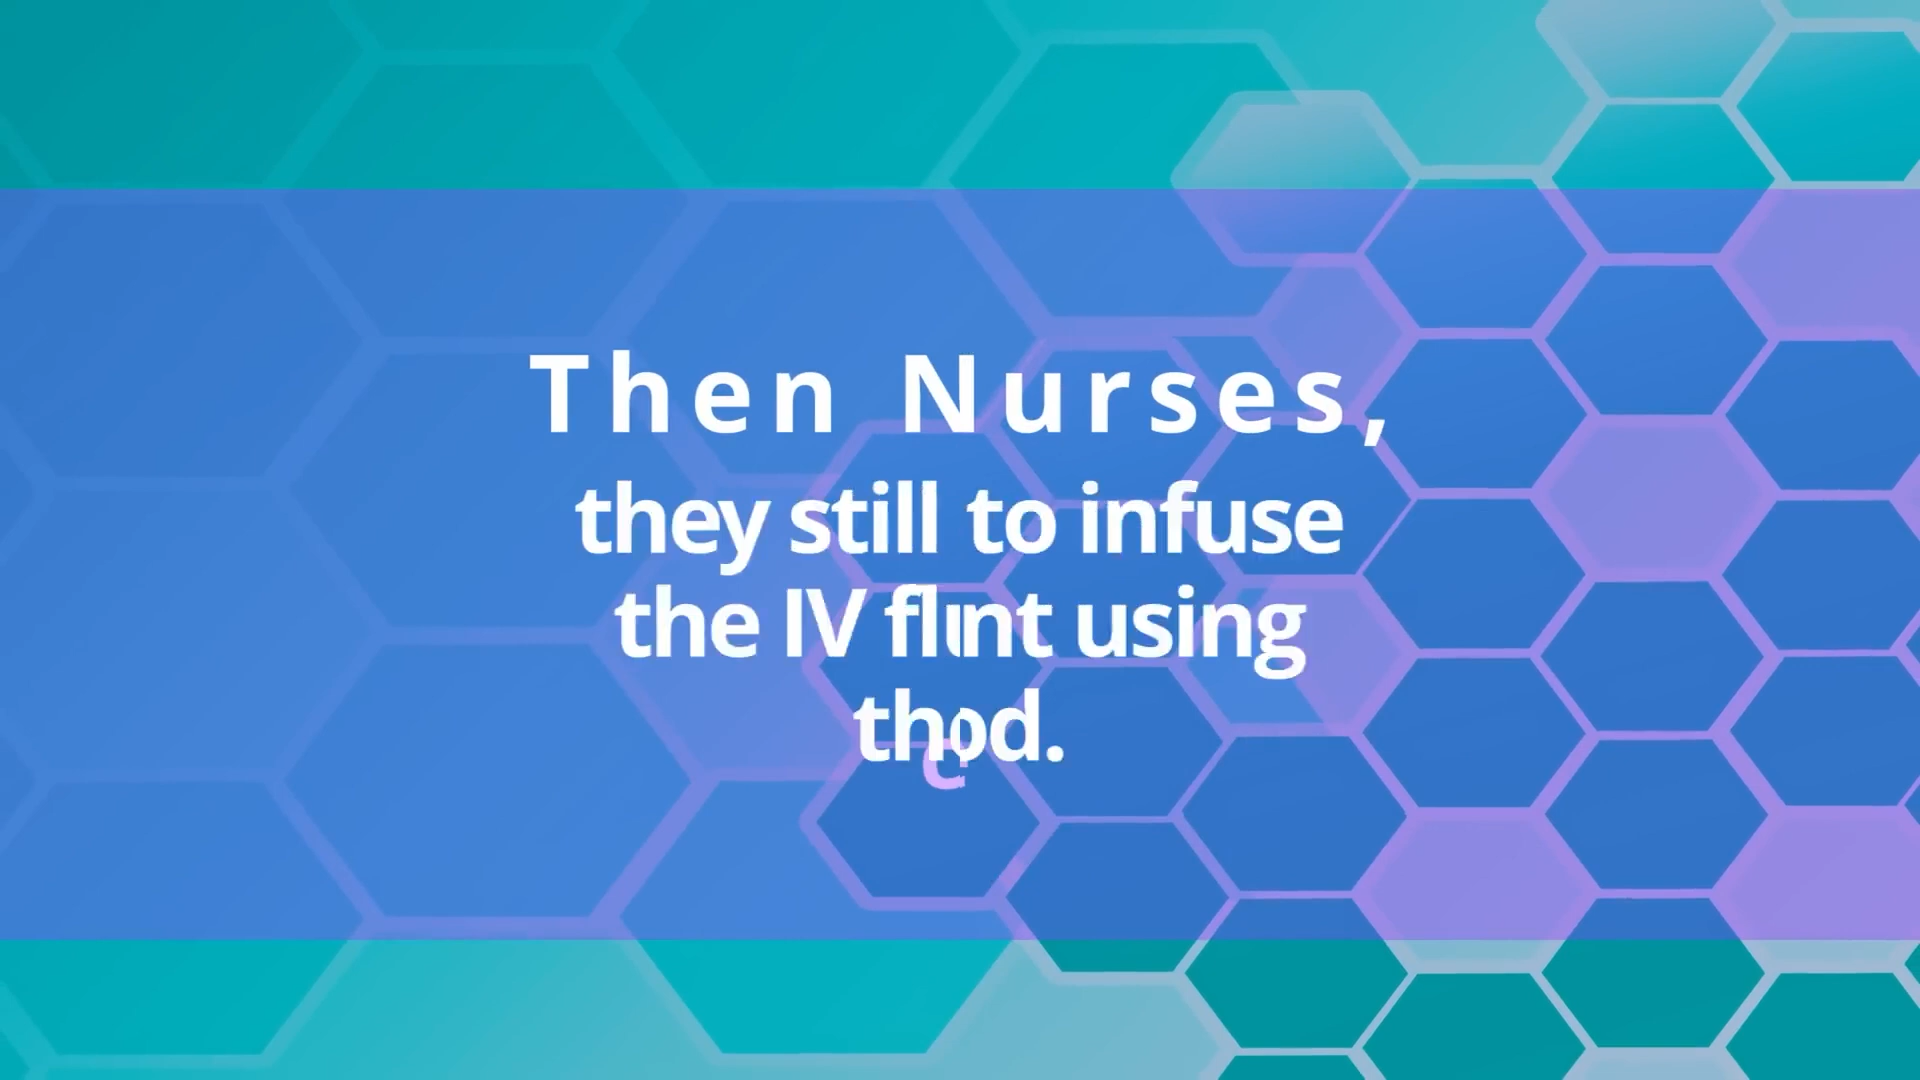 Then Nurses,
they still to infuse
the IV using